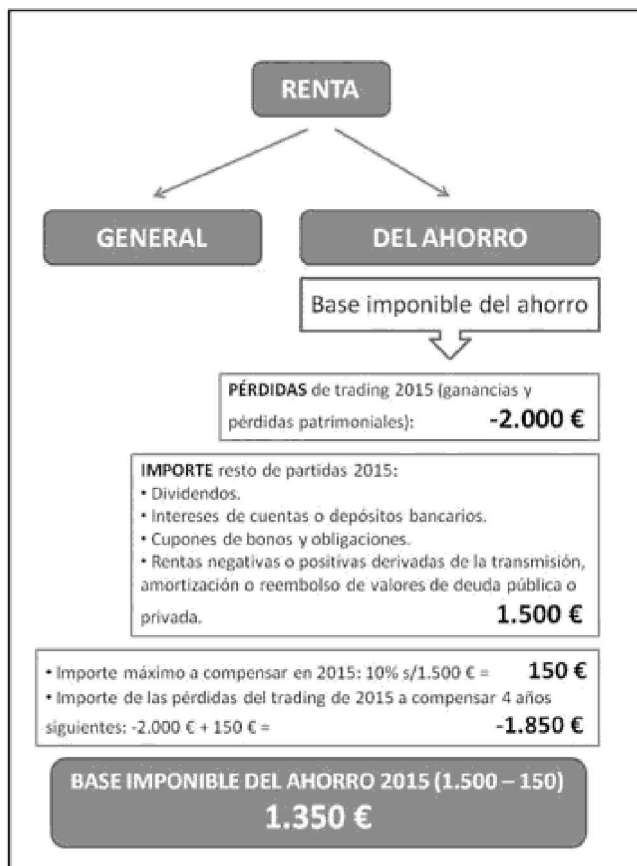 RENTA
GENERAL
DEL AHORRO
Base imponible del ahorro
PÉRDIDAS de trading 2015 (ganancias y
pérdidas patrimoniales): -2.000 €
IMPORTE resto de partidas 2015:
• Dividendos.
• Intereses de cuentas o depósitos bancarios.
• Cupones de bonos y obligaciones.
• Rentas negativas o positivas derivadas de la transmisión,
amortización o reembolso de valores de deuda pública o
privada. 1.500 €
• Importe máximo a compensar en 2015: 10% s/1.500 € = 150 €
• Importe de las pérdidas del trading de 2015 a compensar 4 años
siguientes: -2.000 € + 150 € = -1.850 €
BASE IMPONIBLE DEL AHORRO 2015 (1.500 – 150)
1.350 €